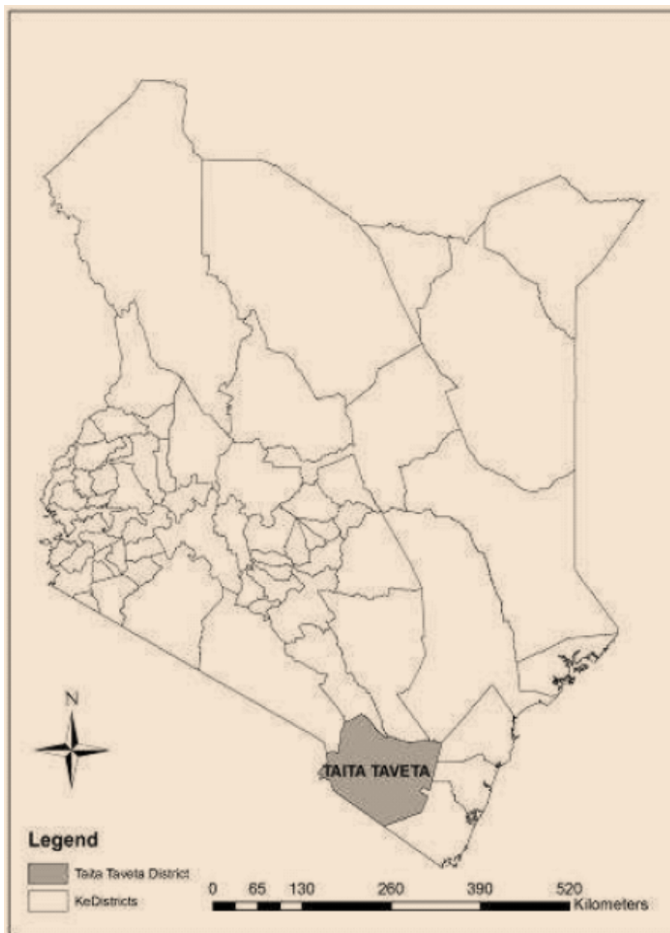 N
TAITA TAVETA
Legend
Taita Taveta District
KeDistricts
0 65 130 260 390 520
Kilometers